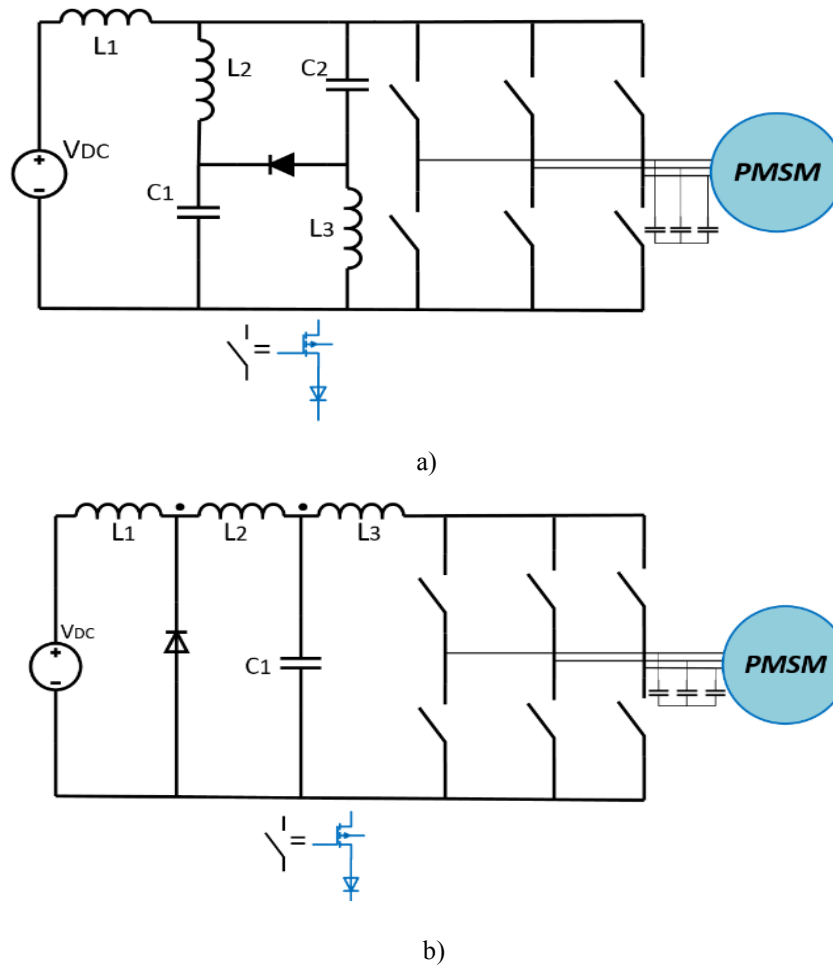 L1
L2
C2
VDC
PMSM
C1
L3
=
a)
L1
L2
L3
VDC
PMSM
C1
=
b)